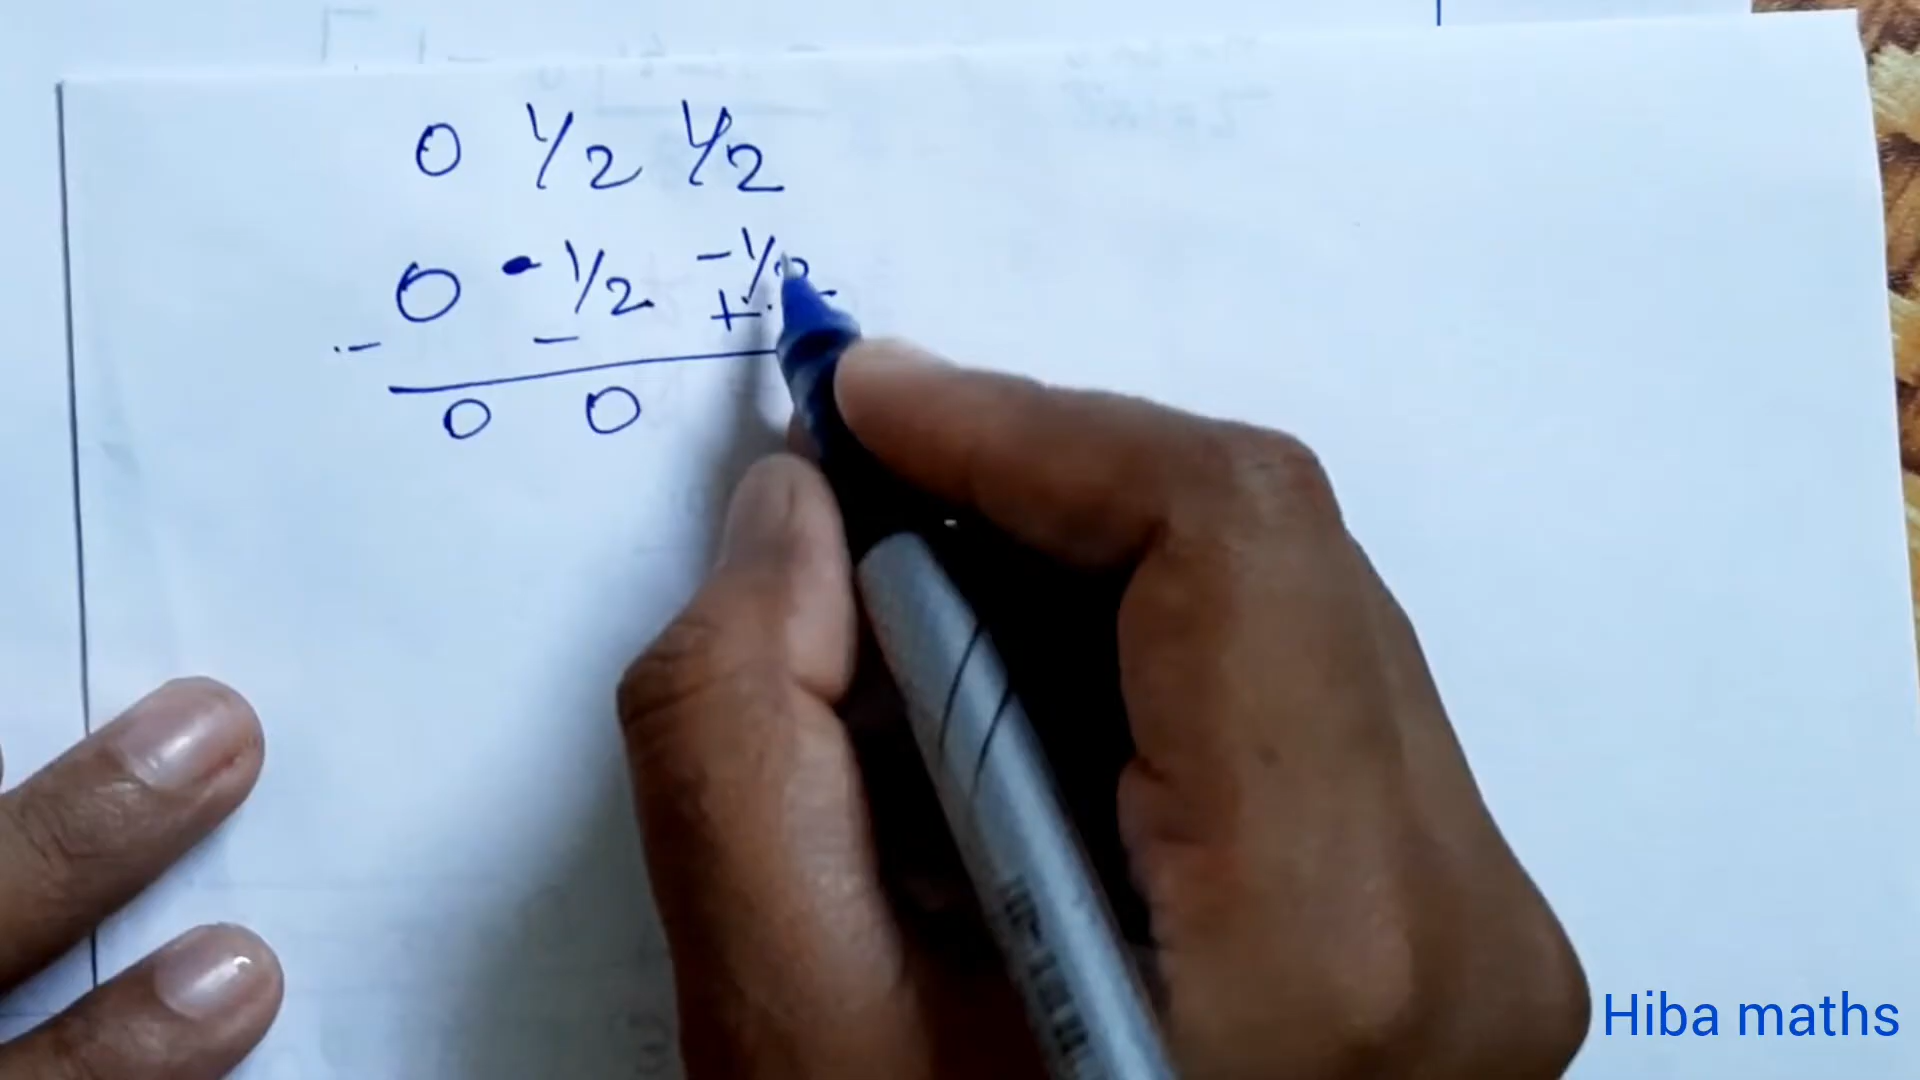 0 1/2 1/2
0 - 1/2 - 1/2
- - + -
0 0
Hiba maths